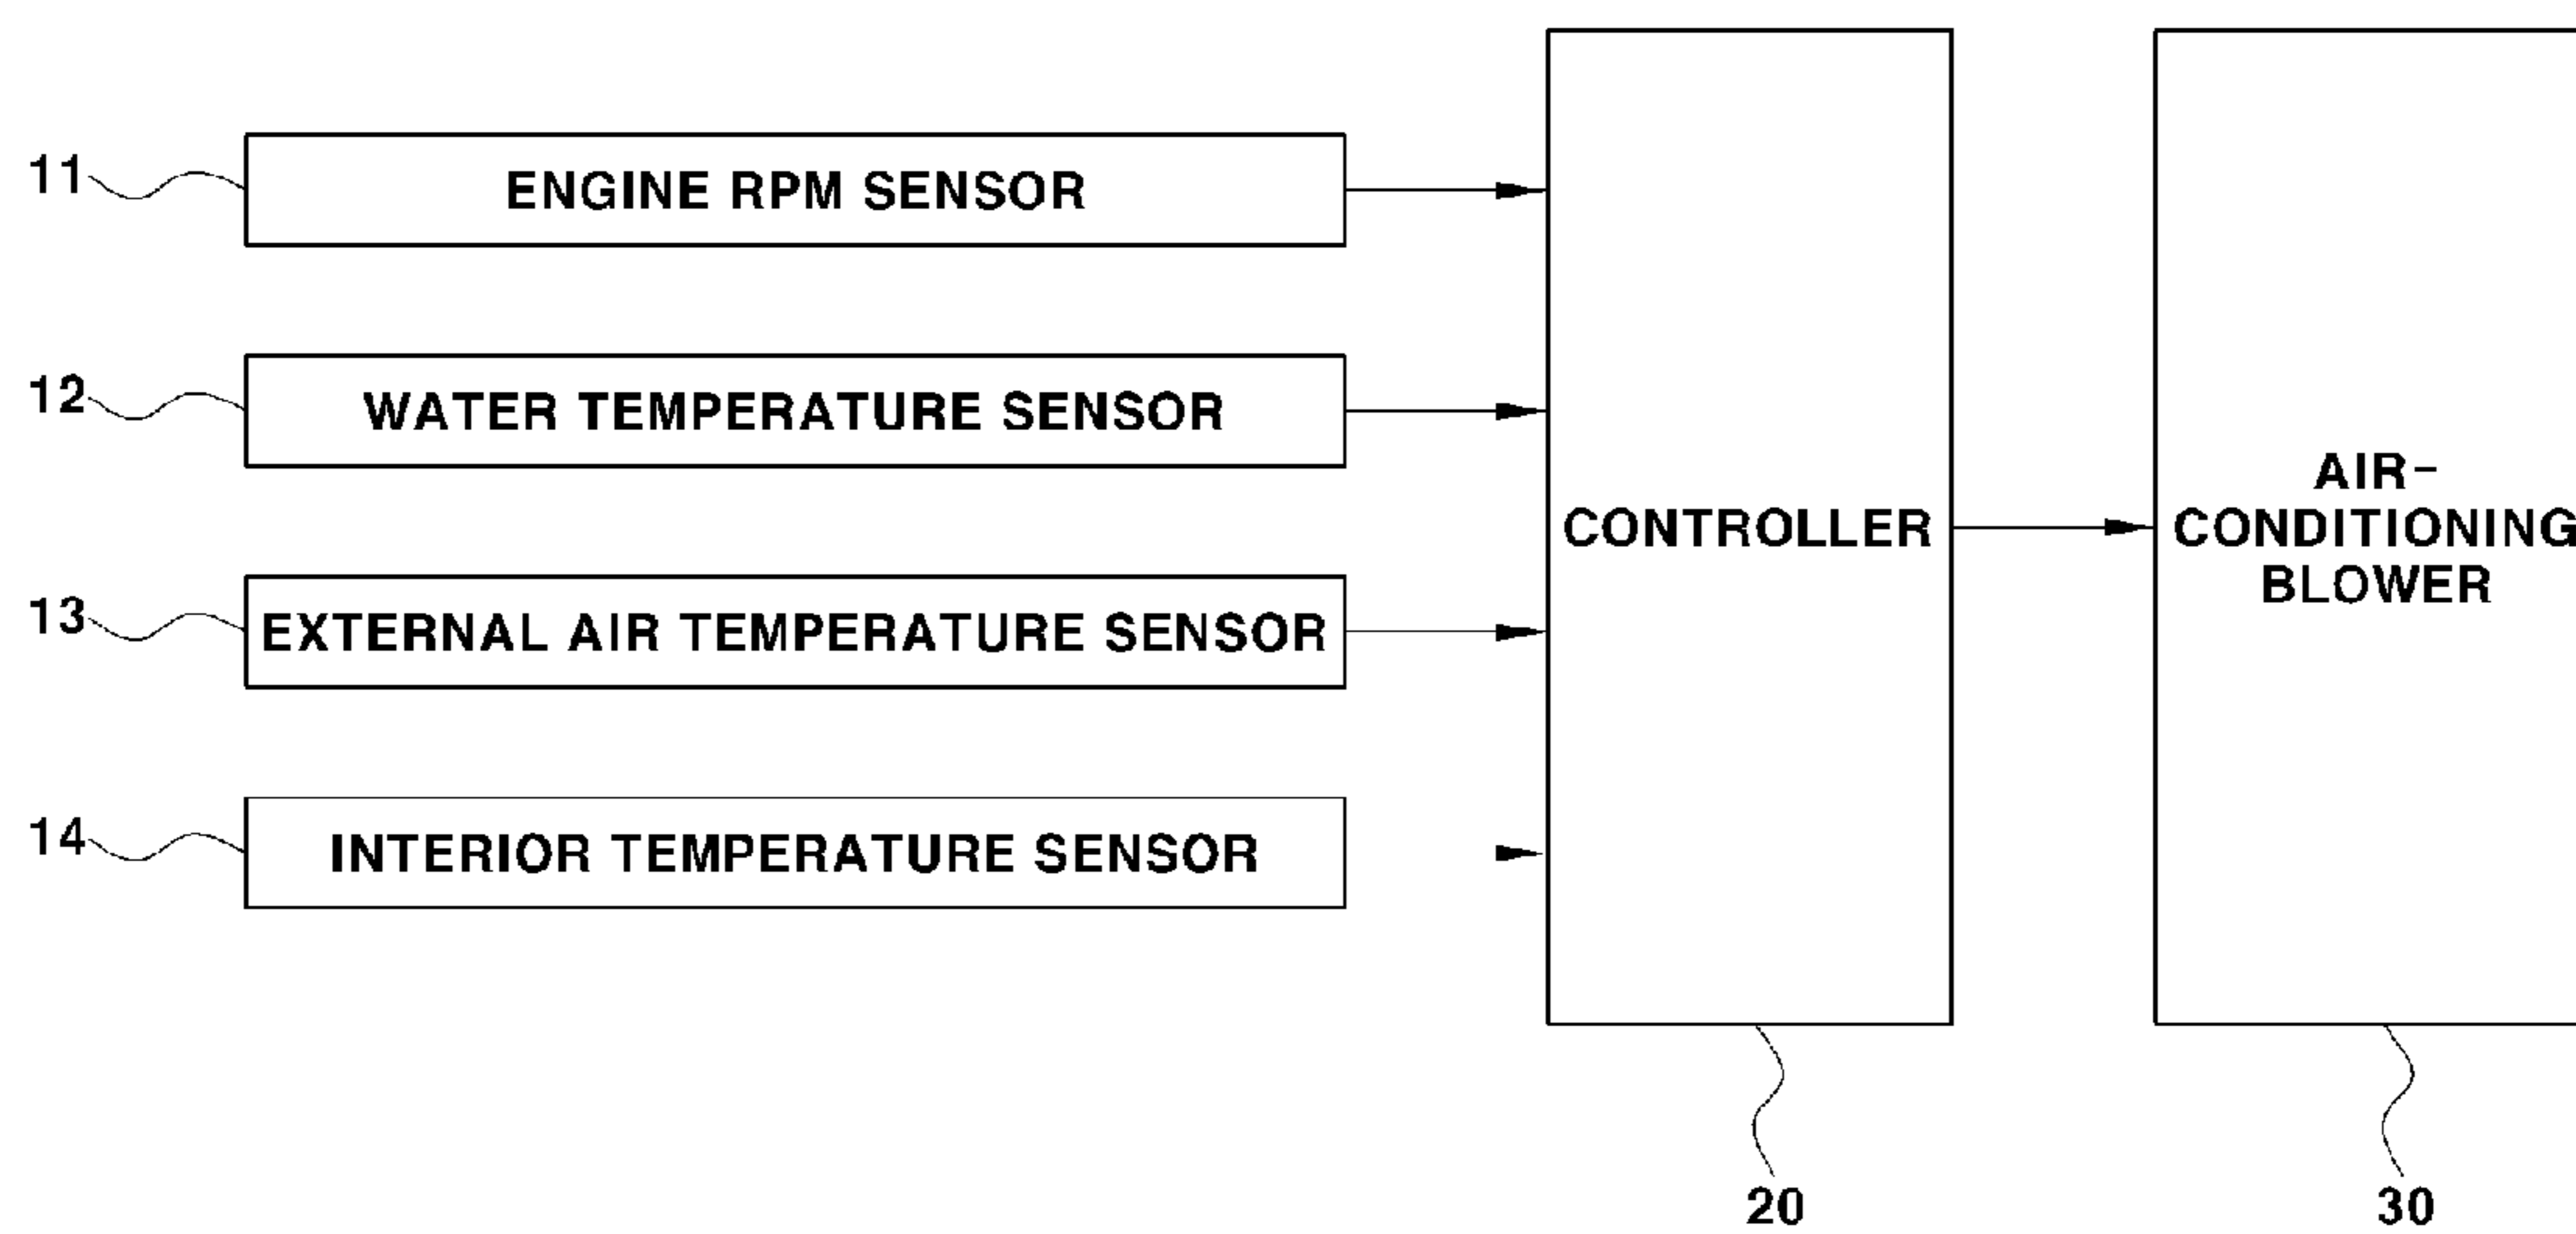 11 ENGINE RPM SENSOR
12 WATER TEMPERATURE SENSOR
13 EXTERNAL AIR TEMPERATURE SENSOR
14 INTERIOR TEMPERATURE SENSOR
CONTROLLER
AIR-
CONDITIONING
BLOWER
20
30